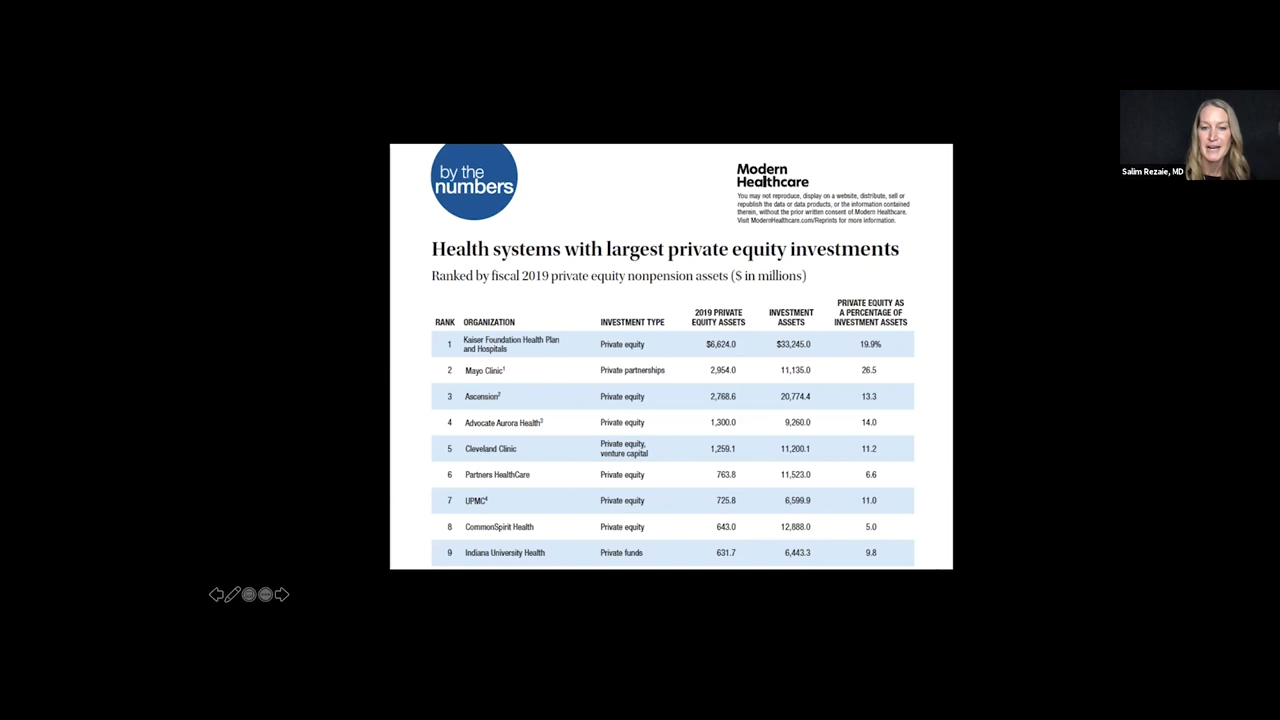 by the
numbers
Modern
Healthcare
You may not reproduce, display on a website, distribute, sell or
republish the data or data products, or the information contained
therein, without the prior written consent of Modern Healthcare.
Visit ModernHealthcare.com/Reprints for more information.
Salim Rezaie, MD
Health systems with largest private equity investments
Ranked by fiscal 2019 private equity nonpension assets ($ in millions)
RANK ORGANIZATION INVESTMENT TYPE 2019 PRIVATE EQUITY ASSETS INVESTMENT ASSETS PRIVATE EQUITY AS A PERCENTAGE OF INVESTMENT ASSETS
1 Kaiser Foundation Health Plan and Hospitals Private equity $6,624.0 $33,245.0 19.9%
2 Mayo Clinic¹ Private partnerships 2,954.0 11,135.0 26.5
3 Ascension² Private equity 2,768.6 20,774.4 13.3
4 Advocate Aurora Health³ Private equity 1,300.0 9,260.0 14.0
5 Cleveland Clinic Private equity, venture capital 1,259.1 11,200.1 11.2
6 Partners HealthCare Private equity 763.8 11,523.0 6.6
7 UPMC⁴ Private equity 725.8 6,599.9 11.0
8 CommonSpirit Health Private equity 643.0 12,888.0 5.0
9 Indiana University Health Private funds 631.7 6,443.3 9.8